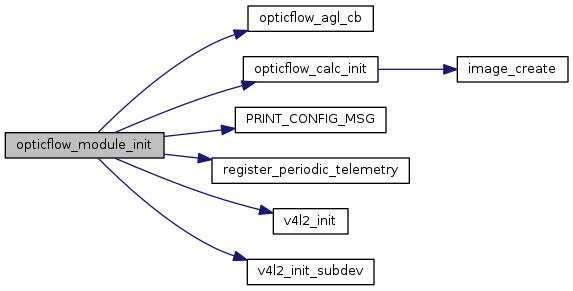 opticflow_agl_cb
opticflow_calc_init
image_create
PRINT_CONFIG_MSG
opticflow_module_init
register_periodic_telemetry
v4l2_init
v4l2_init_subdev